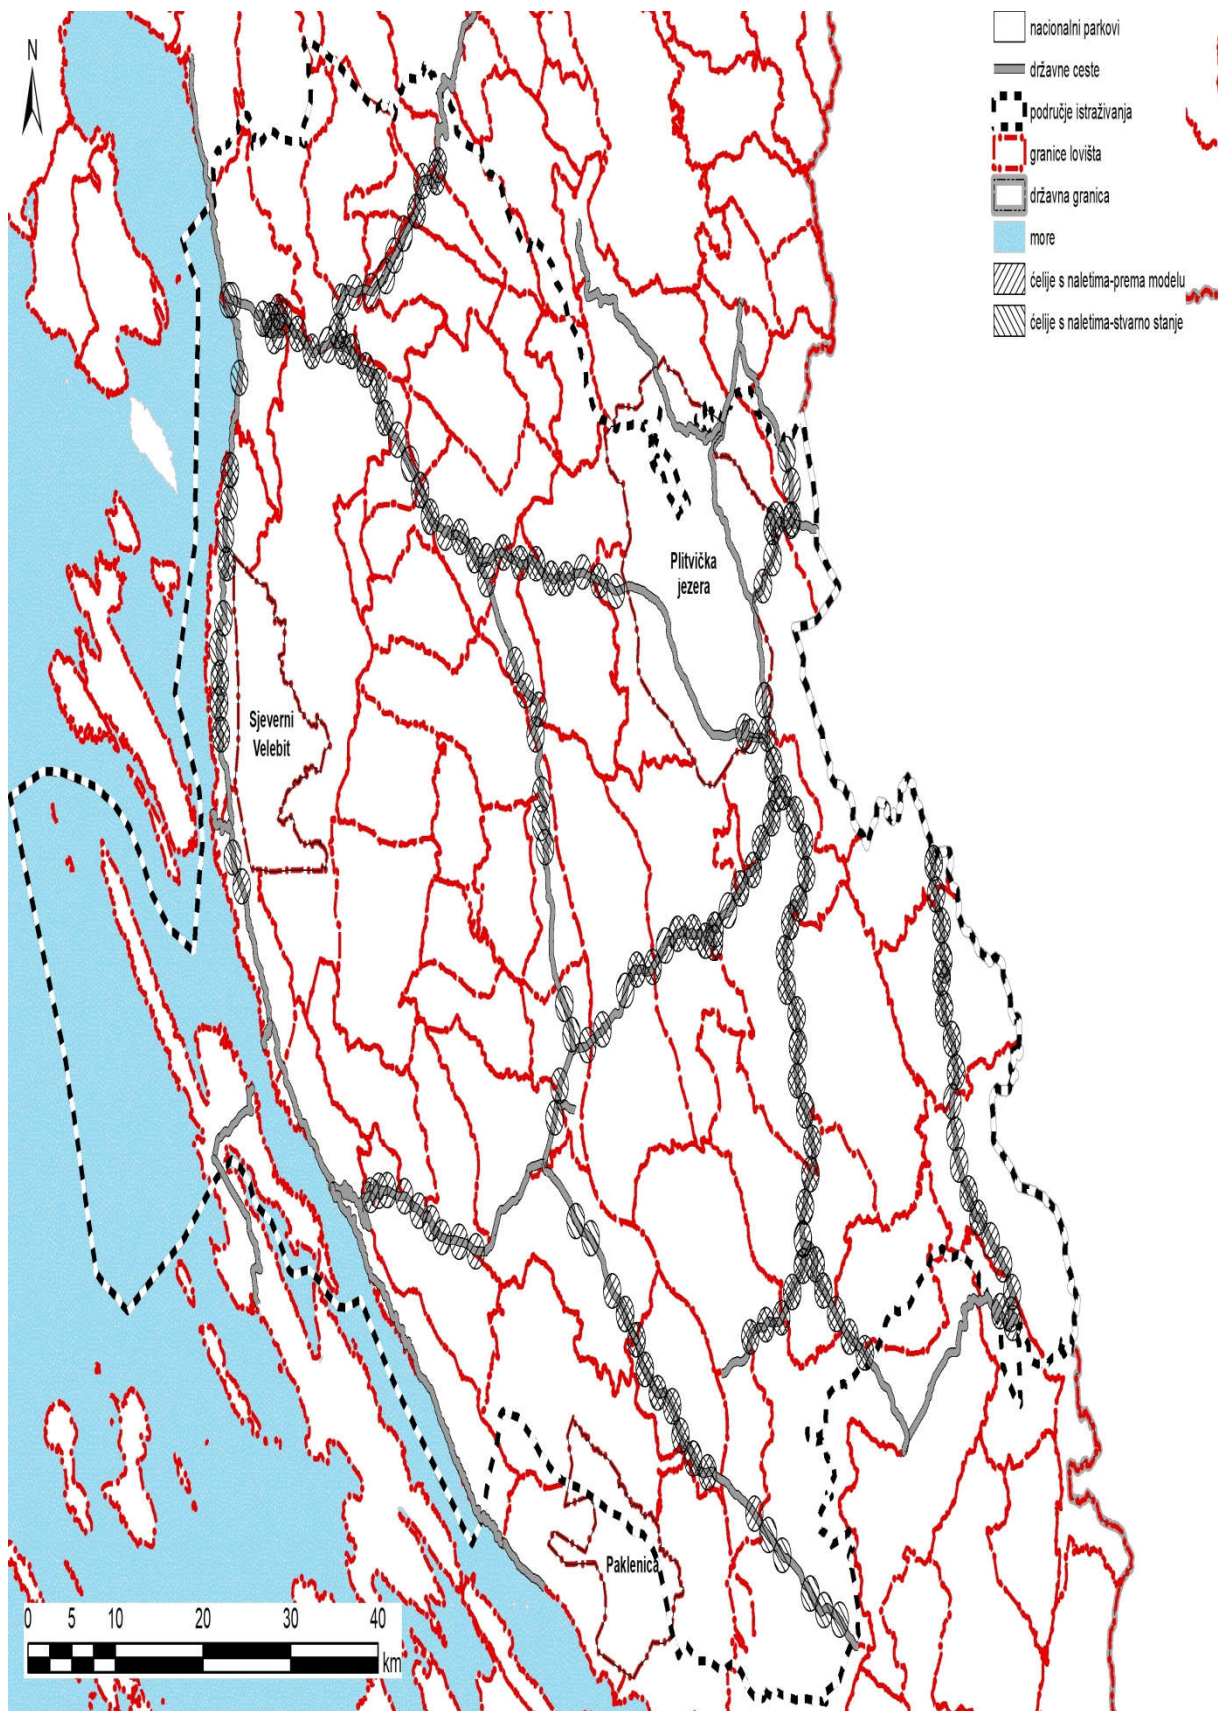 nacionalni parkovi
državne ceste
područje istraživanja
granice lovišta
državna granica
more
ćelije s naletima-prema modelu
ćelije s naletima-stvarno stanje
N
Plitvička
jezera
Sjeverni
Velebit
Paklenica
0 5 10 20 30 40
km